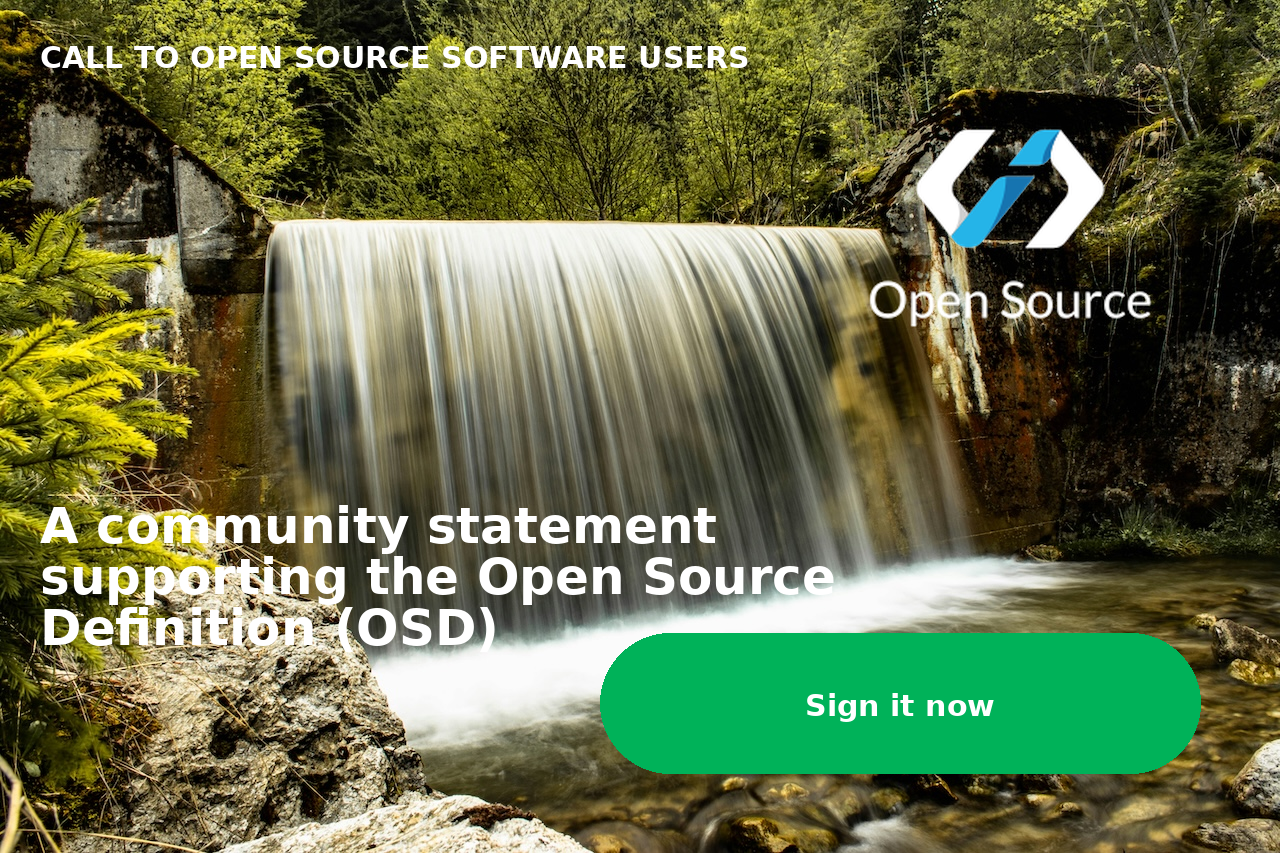 CALL TO OPEN SOURCE SOFTWARE USERS
Open Source
A community statement
supporting the Open Source
Definition (OSD)
Sign it now